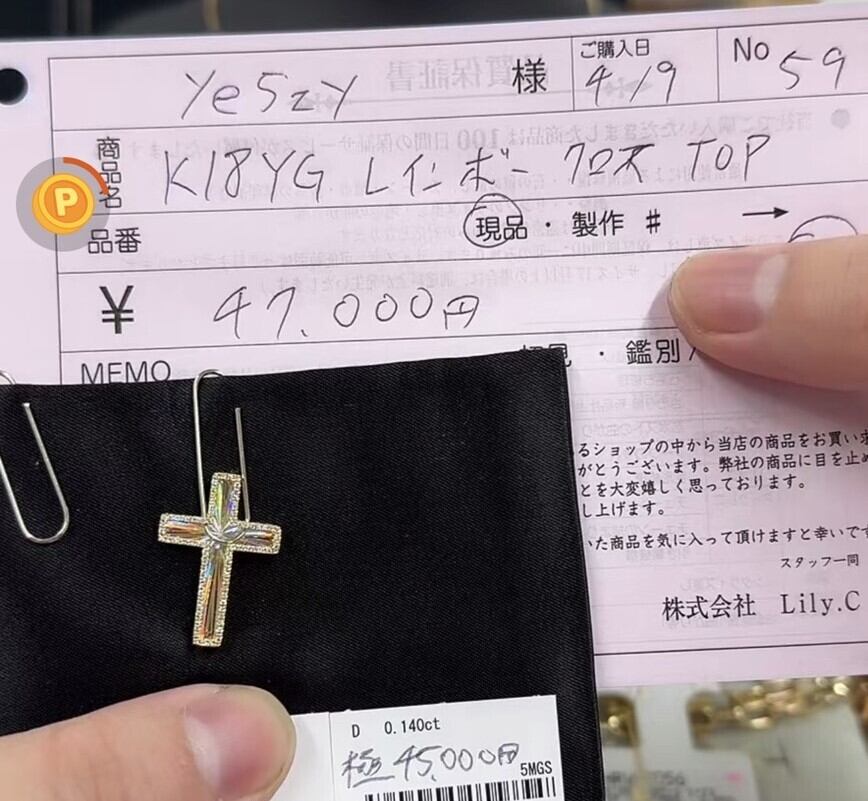 Ye5zy 様 ご購入日 4/9 No 59
商品名 K18YG レインボー クロス TOP
品番 現品・製作 # →
¥ 47.000円
MEMO ・鑑別
るショップの中から当店の商品をお買い求
がとうございます。弊社の商品に目を止め
とを大変嬉しく思っております。
し上げます。
いた商品を気に入って頂けますと幸いです
スタッフ一同
株式会社 Lily.C
P
D 0.140ct
極 45.000円
5MGS